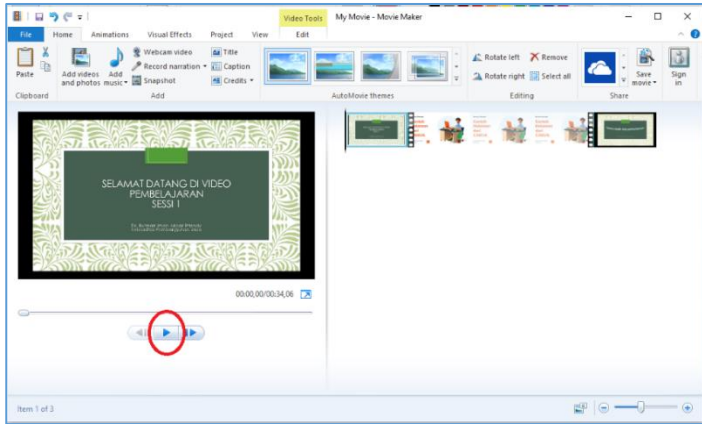 Video Tools
My Movie - Movie Maker
File
Home
Animations
Visual Effects
Project
View
Edit
Paste
Add videos
and photos
Add
music
Webcam video
Record narration
Snapshot
Title
Caption
Credits
Rotate left
Rotate right
Remove
Select all
Save
movie
Sign
in
Clipboard
Add
AutoMovie themes
Editing
Share
SELAMAT DATANG DI VIDEO
PEMBELAJARAN
SESSI 1
00:00,00/00:34,06
Item 1 of 3